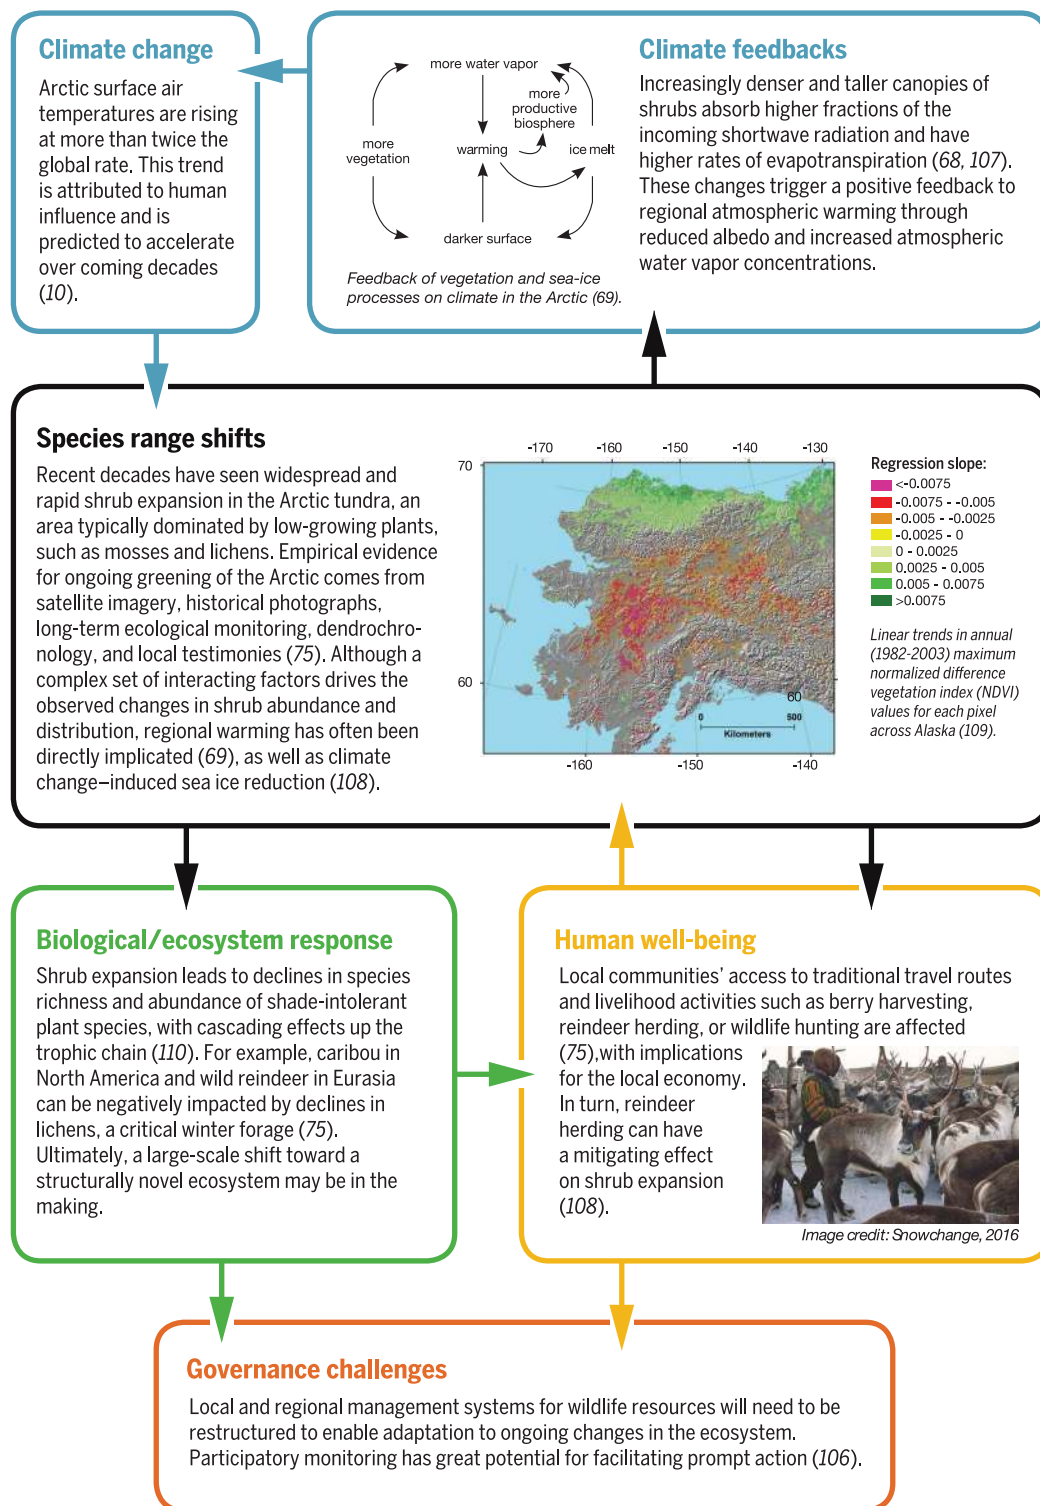 Climate change
Arctic surface air
temperatures are rising
at more than twice the
global rate. This trend
is attributed to human
influence and is
predicted to accelerate
over coming decades
(10).
more water vapor
more
productive
biosphere
more
vegetation
warming
ice melt
darker surface
Feedback of vegetation and sea-ice
processes on climate in the Arctic (69).
Climate feedbacks
Increasingly denser and taller canopies of
shrubs absorb higher fractions of the
incoming shortwave radiation and have
higher rates of evapotranspiration (68, 107).
These changes trigger a positive feedback to
regional atmospheric warming through
reduced albedo and increased atmospheric
water vapor concentrations.
Species range shifts
Recent decades have seen widespread and
rapid shrub expansion in the Arctic tundra, an
area typically dominated by low-growing plants,
such as mosses and lichens. Empirical evidence
for ongoing greening of the Arctic comes from
satellite imagery, historical photographs,
long-term ecological monitoring, dendrochro-
nology, and local testimonies (75). Although a
complex set of interacting factors drives the
observed changes in shrub abundance and
distribution, regional warming has often been
directly implicated (69), as well as climate
change–induced sea ice reduction (108).
-170 -160 -150 -140 -130
70
60
60
0 500
Kilometers
-160 -150 -140
Regression slope:
<-0.0075
-0.0075 - -0.005
-0.005 - -0.0025
-0.0025 - 0
0 - 0.0025
0.0025 - 0.005
0.005 - 0.0075
>0.0075
Linear trends in annual
(1982-2003) maximum
normalized difference
vegetation index (NDVI)
values for each pixel
across Alaska (109).
Biological/ecosystem response
Shrub expansion leads to declines in species
richness and abundance of shade-intolerant
plant species, with cascading effects up the
trophic chain (110). For example, caribou in
North America and wild reindeer in Eurasia
can be negatively impacted by declines in
lichens, a critical winter forage (75).
Ultimately, a large-scale shift toward a
structurally novel ecosystem may be in the
making.
Human well-being
Local communities’ access to traditional travel routes
and livelihood activities such as berry harvesting,
reindeer herding, or wildlife hunting are affected
(75),with implications
for the local economy.
In turn, reindeer
herding can have
a mitigating effect
on shrub expansion
(108).
Image credit: Snowchange, 2016
Governance challenges
Local and regional management systems for wildlife resources will need to be
restructured to enable adaptation to ongoing changes in the ecosystem.
Participatory monitoring has great potential for facilitating prompt action (106).